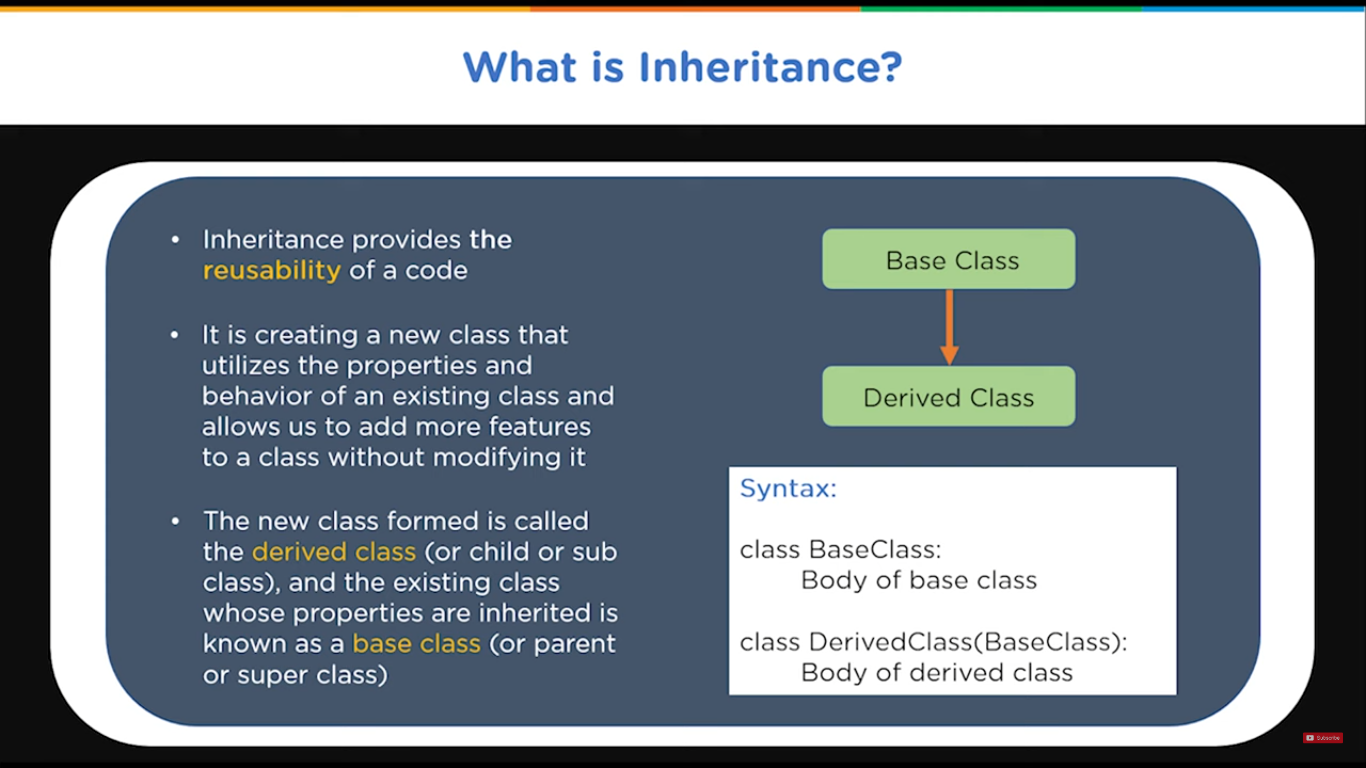 What is Inheritance?
• Inheritance provides the
reusability of a code
• It is creating a new class that
utilizes the properties and
behavior of an existing class and
allows us to add more features
to a class without modifying it
• The new class formed is called
the derived class (or child or sub
class), and the existing class
whose properties are inherited is
known as a base class (or parent
or super class)
Base Class
Derived Class
Syntax:
class BaseClass:
Body of base class
class DerivedClass(BaseClass):
Body of derived class
Subscribe